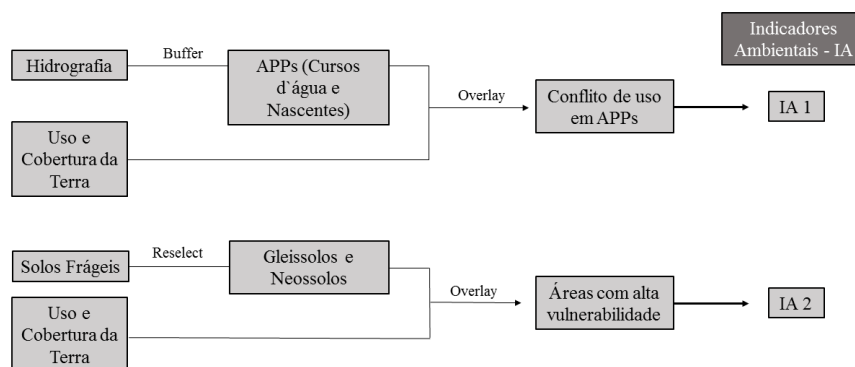 Indicadores
Ambientais - IA
Hidrografia
Buffer
APPs (Cursos
d`água e
Nascentes)
Overlay
Conflito de uso
em APPs
IA 1
Uso e
Cobertura da
Terra
Solos Frágeis
Reselect
Gleissolos e
Neossolos
Overlay
Áreas com alta
vulnerabilidade
IA 2
Uso e
Cobertura da
Terra